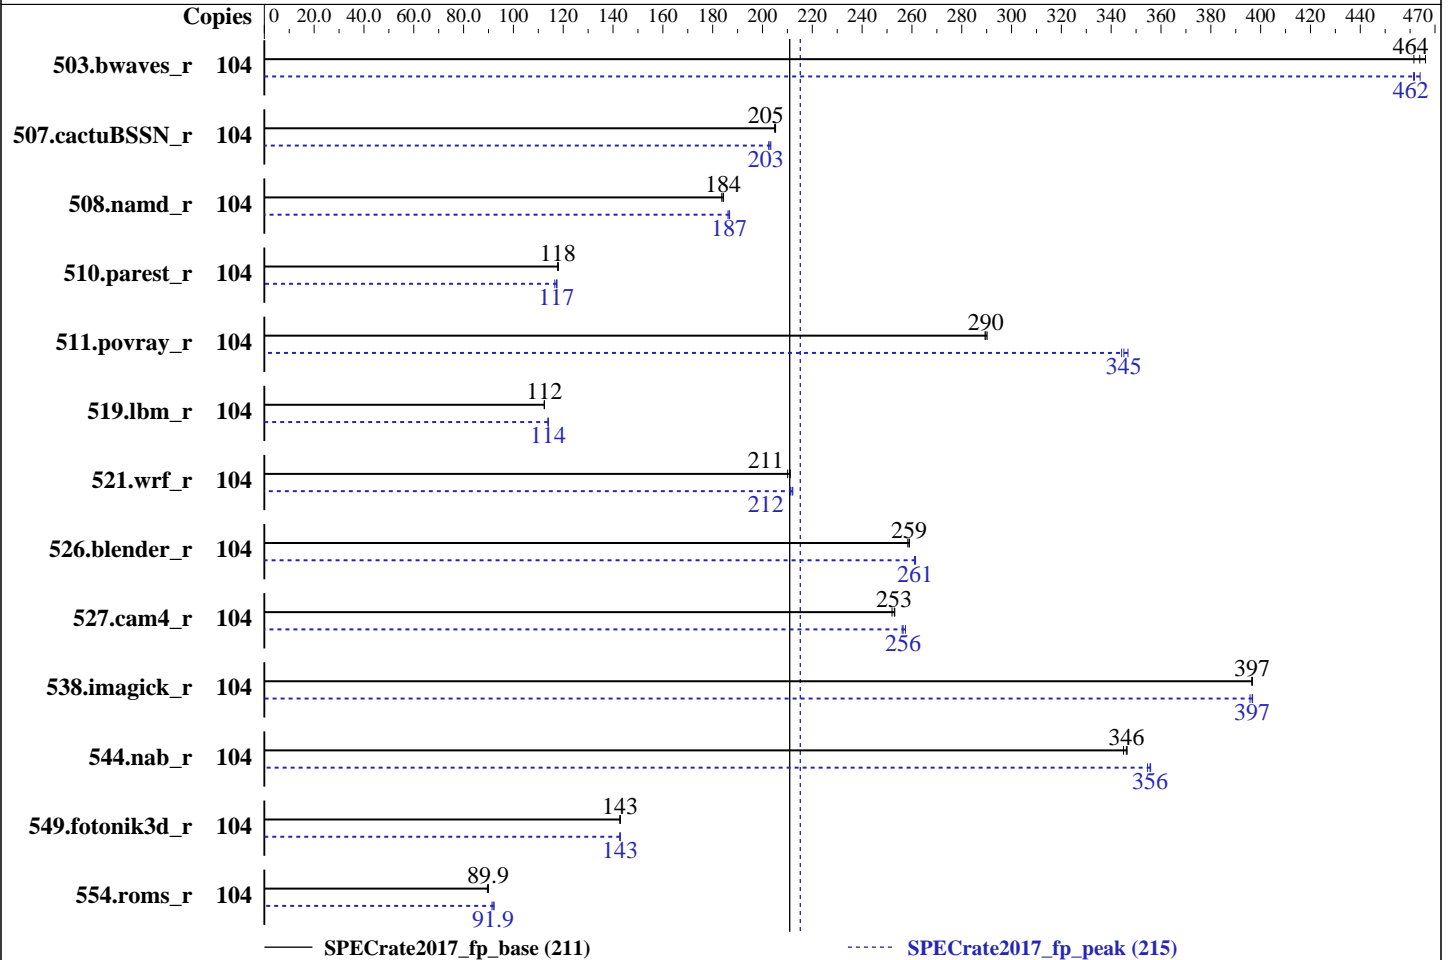 Copies 0 20.0 40.0 60.0 80.0 100 120 140 160 180 200 220 240 260 280 300 320 340 360 380 400 420 440 470
503.bwaves_r 104 464
462
507.cactuBSSN_r 104 205
203
508.namd_r 104 184
187
510.parest_r 104 118
117
511.povray_r 104 290
345
519.lbm_r 104 112
114
521.wrf_r 104 211
212
526.blender_r 104 259
261
527.cam4_r 104 253
256
538.imagick_r 104 397
397
544.nab_r 104 346
356
549.fotonik3d_r 104 143
143
554.roms_r 104 89.9
91.9
SPECrate2017_fp_base (211) SPECrate2017_fp_peak (215)